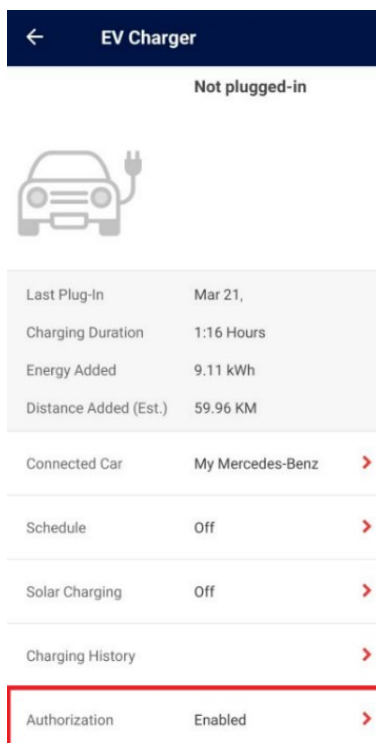 EV Charger
Not plugged-in
Last Plug-In Mar 21,
Charging Duration 1:16 Hours
Energy Added 9.11 kWh
Distance Added (Est.) 59.96 KM
Connected Car My Mercedes-Benz
Schedule Off
Solar Charging Off
Charging History
Authorization Enabled